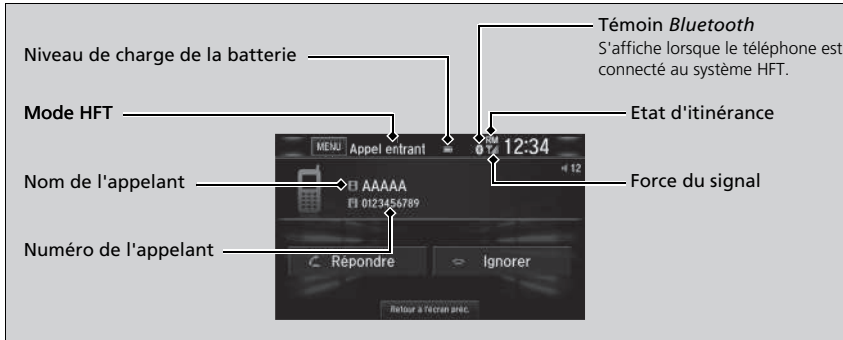 Témoin Bluetooth
S'affiche lorsque le téléphone est
connecté au système HFT.
Niveau de charge de la batterie
Mode HFT
Etat d'itinérance
MENU Appel entrant RM 12:34
12
Nom de l'appelant
AAAAA
Force du signal
0123456789
Numéro de l'appelant
Répondre Ignorer
Retour à l'écran préc.